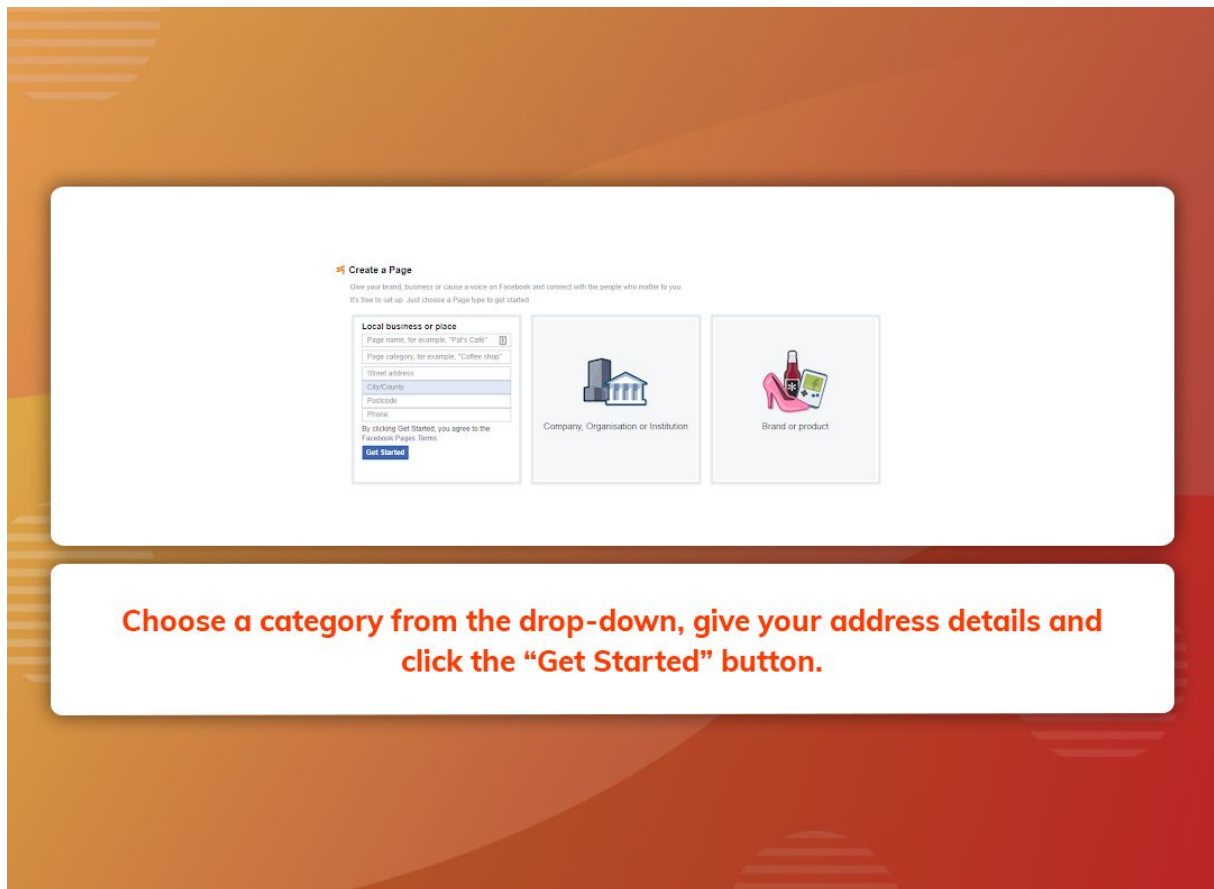 Create a Page
Give your brand, business or cause a voice on Facebook and connect with the people who matter to you.
It's free to set up. Just choose a Page type to get started.
Local business or place
Page name, for example, "Pat's Café"
Page category, for example, "Coffee shop"
Street address
City/County
Postcode
Phone
By clicking Get Started, you agree to the
Facebook Pages Terms.
Get Started
Company, Organisation or Institution
Brand or product
Choose a category from the drop-down, give your address details and
click the “Get Started” button.